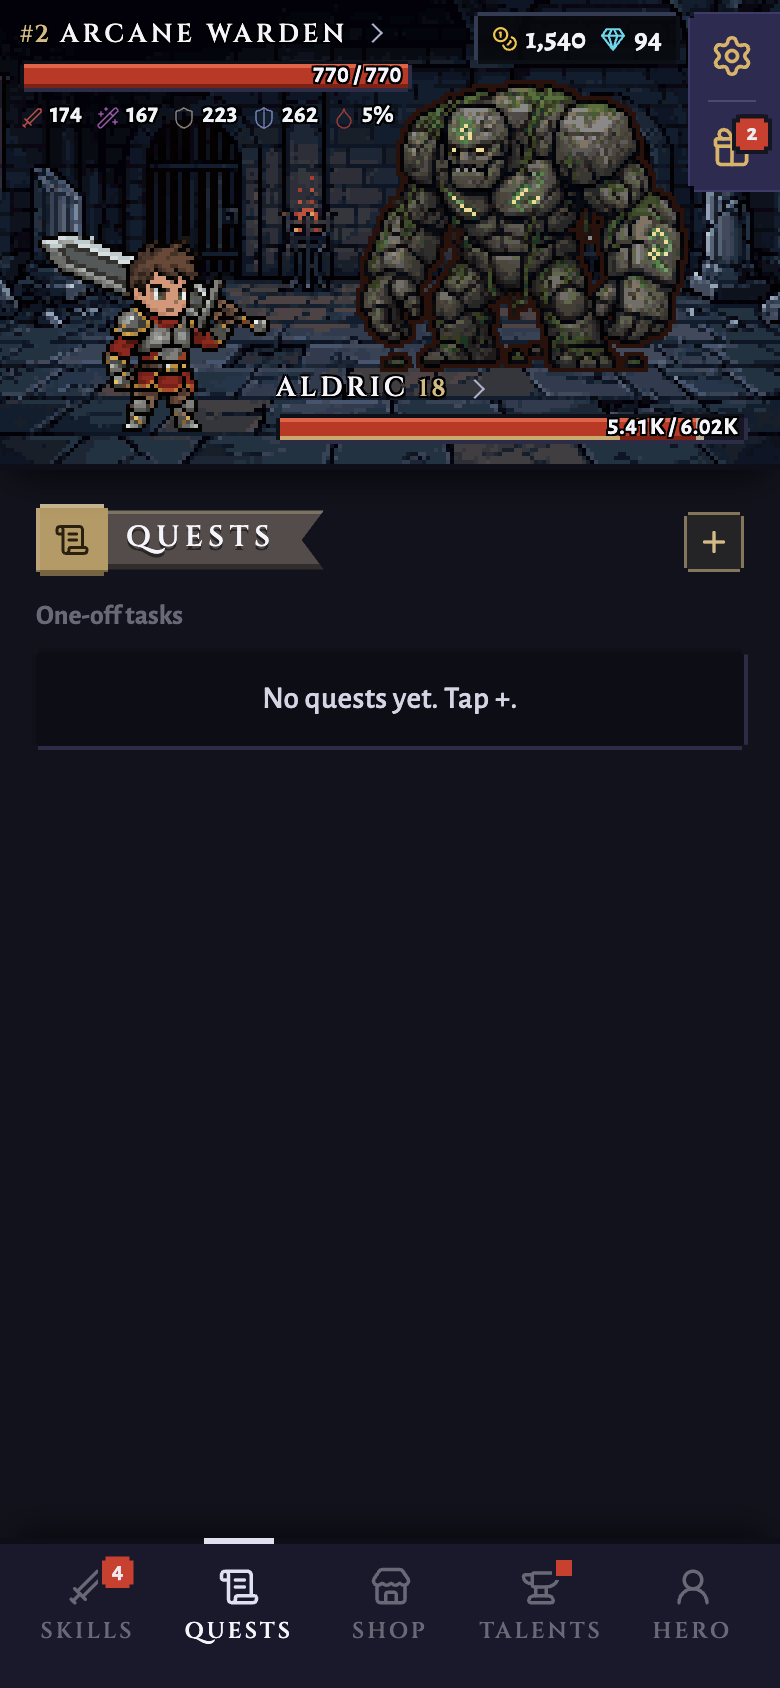 #2 ARCANE WARDEN
1,540 94
770/770
174 167 223 262 5%
2
ALDRIC 18
5.41K/6.02K
QUESTS
One-off tasks
No quests yet. Tap +.
4
SKILLS QUESTS SHOP TALENTS HERO